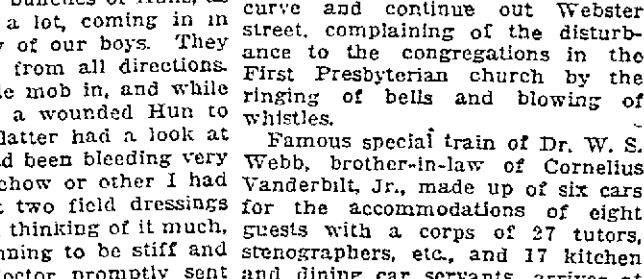 a lot, coming in in
of our boys. They
from all directions.
mob in, and while
a wounded Hun to
latter had a look at
had been bleeding very
chow or other I had
two field dressings
thinking of it much,
to be stiff and
promptly sent
curve and continue out Webster
street, complaining of the disturb-
ance to the congregations in the
First Presbyterian church by the
ringing of bells and blowing of
whistles.
Famous special train of Dr. W. S.
Webb, brother-in-law of Cornelius
Vanderbilt, Jr., made up of six cars
for the accommodations of eight
guests with a corps of 27 tutors,
stenographers, etc., and 17 kitchen
and dining car servants